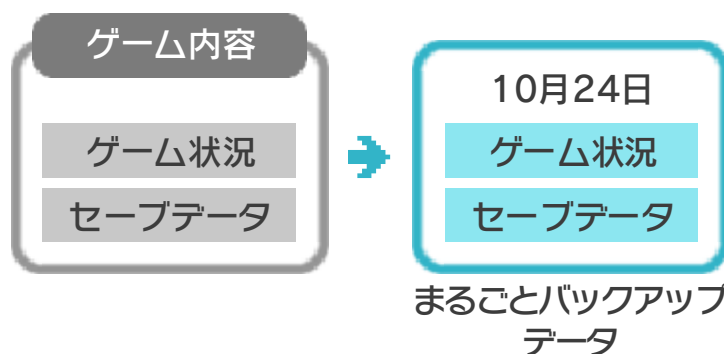 ゲーム内容
ゲーム状況
セーブデータ
10月24日
ゲーム状況
セーブデータ
まるごとバックアップ
データ